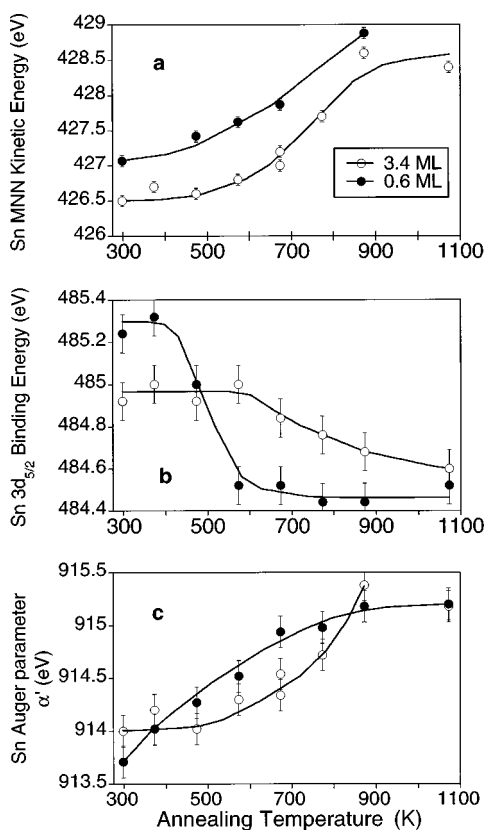 Sn MNN Kinetic Energy (eV)
429
428.5
428
427.5
427
426.5
426
a
3.4 ML
0.6 ML
300 500 700 900 1100
Sn 3d5/2 Binding Energy (eV)
485.4
485.2
485
484.8
484.6
484.4
b
300 500 700 900 1100
Sn Auger parameter
α' (eV)
915.5
915
914.5
914
913.5
c
300 500 700 900 1100
Annealing Temperature (K)